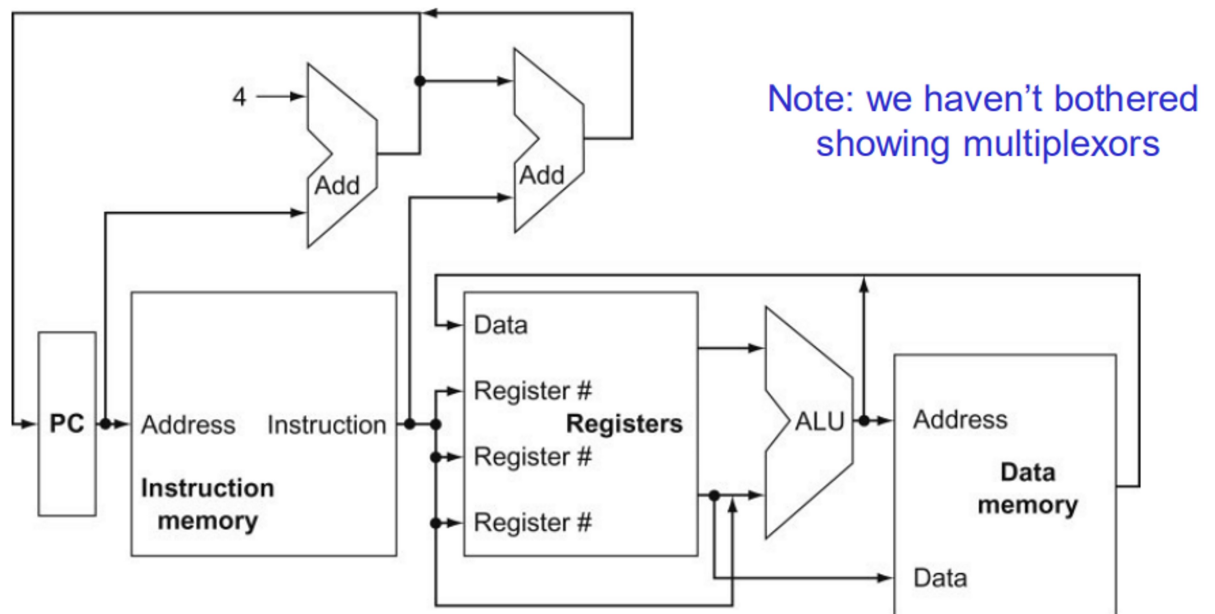 Note: we haven't bothered
showing multiplexors
4
Add
Add
PC
Address
Instruction
Instruction
memory
Data
Register #
Registers
Register #
Register #
ALU
Address
Data
memory
Data